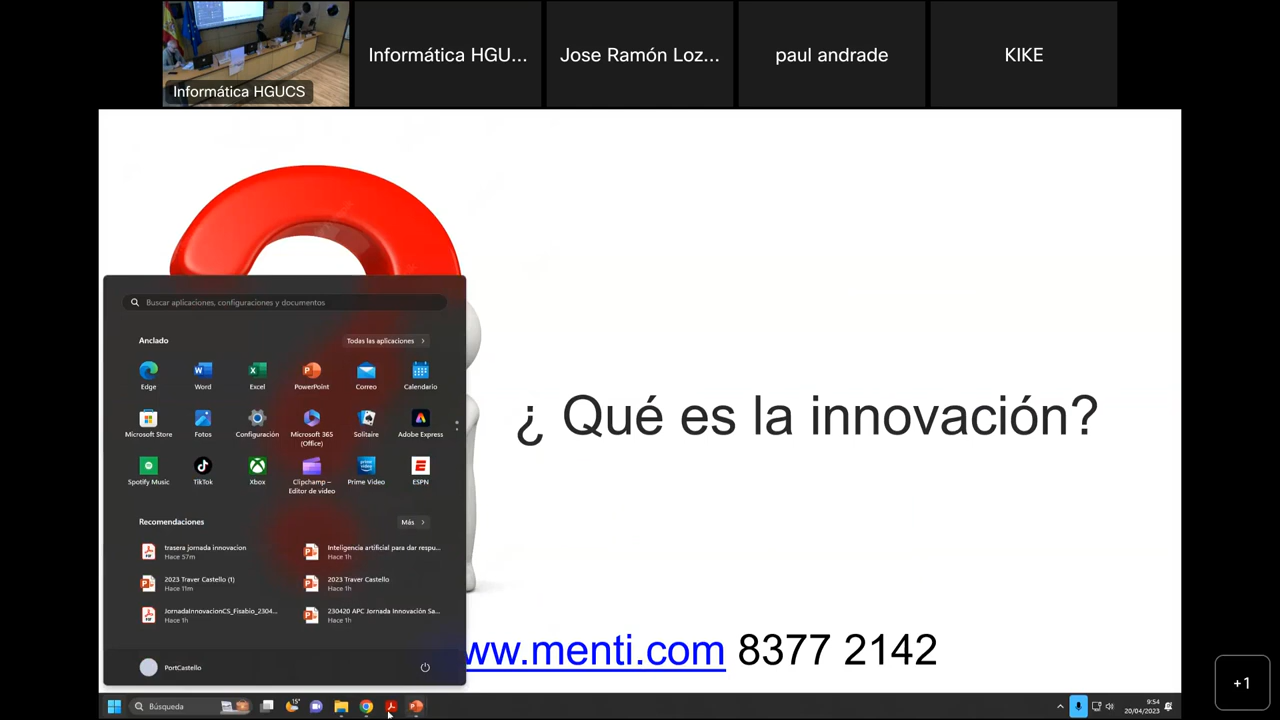 Informática HGUCS
Informática HGU...
Jose Ramón Loz...
paul andrade
KIKE
¿ Qué es la innovación?
ww.menti.com 8377 2142
Buscar aplicaciones, configuraciones y documentos
Anclado
Todas las aplicaciones >
Edge
Word
Excel
PowerPoint
Correo
Calendario
Microsoft Store
Fotos
Configuración
Microsoft 365
(Office)
Solitaire
Adobe Express
Spotify Music
TikTok
Xbox
Clipchamp –
Editor de vídeo
Prime Video
ESPN
Recomendaciones
Más >
trasera jornada innovacion
Hace 57m
Inteligencia artificial para dar respu...
Hace 1h
2023 Traver Castello (1)
Hace 11m
2023 Traver Castello
Hace 1h
JornadaInnovacionCS_Fisabio_2304...
Hace 1h
230420 APC Jornada Innovación Sa...
Hace 1h
PortCastello
Búsqueda
15°
9:54
20/04/2023
+1